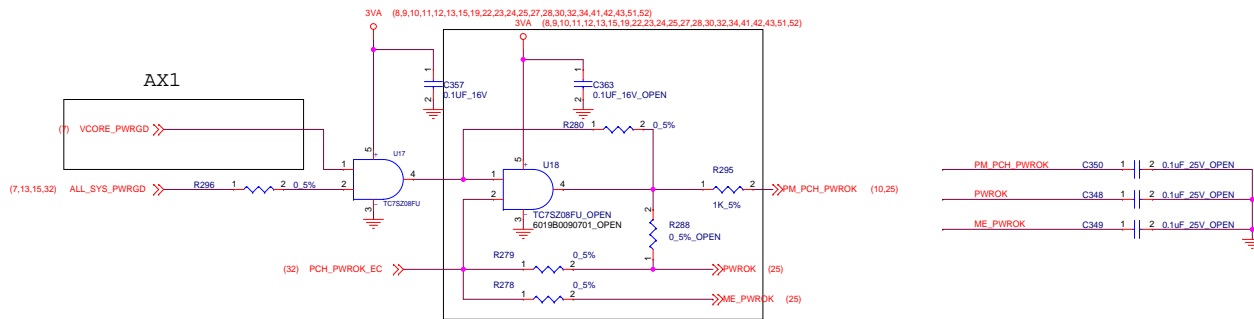 3VA (8,9,10,11,12,13,15,19,22,23,24,25,27,28,30,32,34,41,42,43,51,52)
3VA (8,9,10,11,12,13,15,19,22,23,24,25,27,28,30,32,34,41,42,43,51,52)
AX1
1
C357
0.1UF_16V
2
1
C363
0.1UF_16V_OPEN
2
(7) VCORE_PWRGD
R280 1 2 0_5%
5
+
U17
1
2
4
-
3
TC7SZ08FU
(7,13,15,32) ALL_SYS_PWRGD
R296 1 2 0_5%
5
+
U18
1
2
4
-
3
TC7SZ08FU_OPEN
6019B0090701_OPEN
R295
1 2
1K_5%
PM_PCH_PWROK (10,25)
2
R288
0_5%_OPEN
1
(32) PCH_PWROK_EC
R279 0_5%
1 2
PWROK (25)
R278 0_5%
1 2
ME_PWROK (25)
PM_PCH_PWROK C350 1 2 0.1uF_25V_OPEN
PWROK C348 1 2 0.1uF_25V_OPEN
ME_PWROK C349 1 2 0.1uF_25V_OPEN